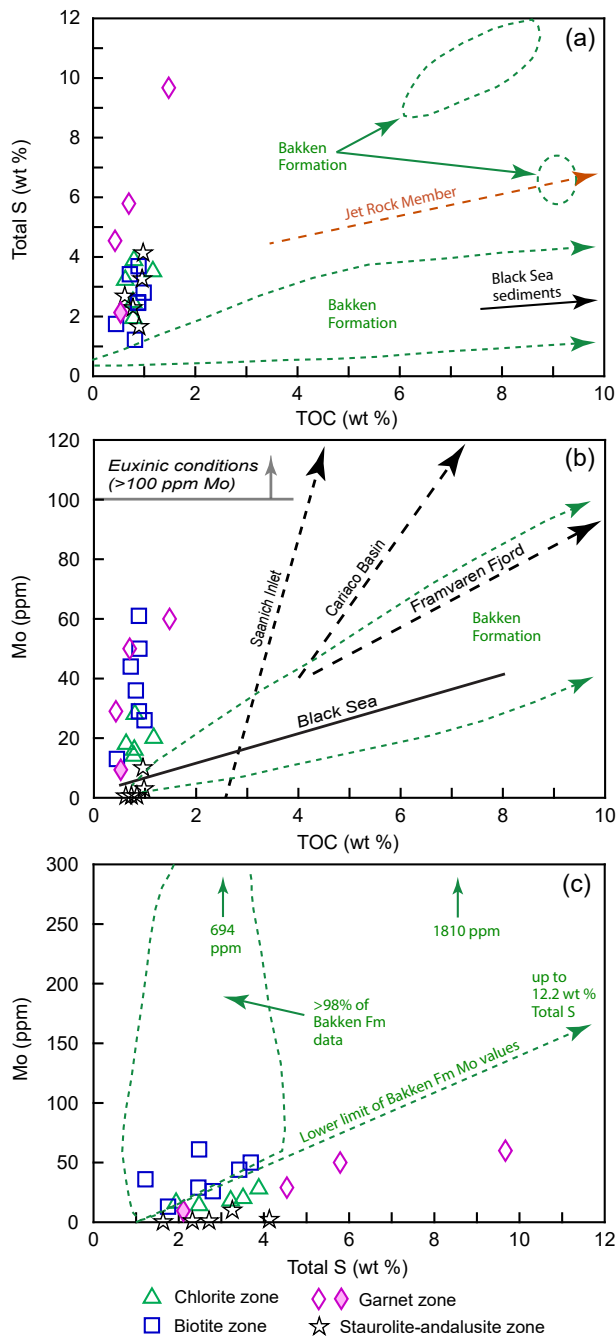 12
(a)
10
Total S (wt %)
8
Bakken
Formation
6
Jet Rock Member
4
Black Sea
sediments
Bakken
Formation
2
0
0
2
4
6
8
10
TOC (wt %)
120
(b)
Euxinic conditions
(>100 ppm Mo)
100
Mo (ppm)
80
Saanich Inlet
Cariaco Basin
Framvaren Fjord
60
Bakken
Formation
40
Black Sea
20
0
0
2
4
6
8
10
TOC (wt %)
300
(c)
694
ppm
1810 ppm
250
up to
12.2 wt %
Total S
200
>98% of
Bakken Fm
data
Mo (ppm)
150
Lower limit of Bakken Fm Mo values
100
50
0
0
2
4
6
8
10
12
Total S (wt %)
Chlorite zone
Garnet zone
Biotite zone
Staurolite-andalusite zone